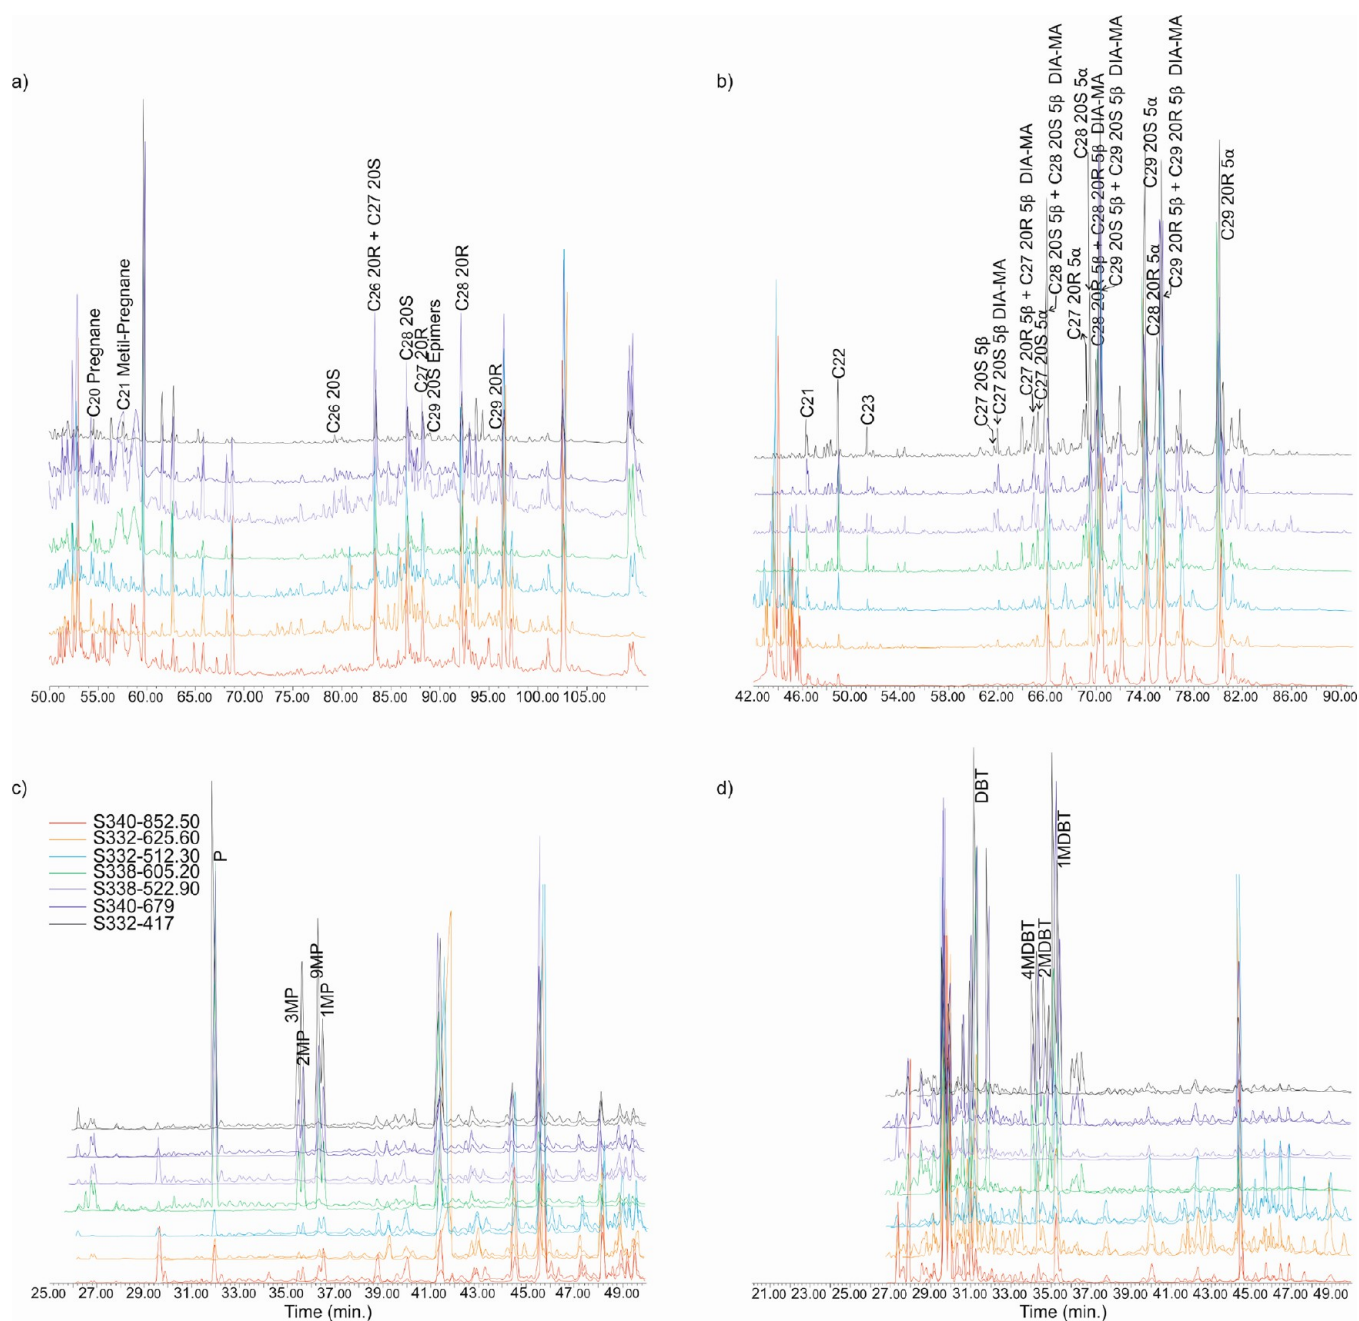 a)
C20 Pregnane
C21 Metil-Pregnane
C26 20S
C26 20R + C27 20S
C28 20S
C27 20R
C29 20S Epimers
C28 20R
C29 20R
50.00 55.00 60.00 65.00 70.00 75.00 80.00 85.00 90.00 95.00 100.00 105.00
b)
C21
C22
C23
C27 20S 5β
C27 20S 5β DIA-MA
C27 20R 5β + C27 20R 5β DIA-MA
C27 20S 5α
C28 20S 5β + C28 20S 5β DIA-MA
C27 20R 5α
C28 20S 5α
C28 20R 5β + C28 20R 5β DIA-MA
C29 20S 5β + C29 20S 5β DIA-MA
C29 20S 5α
C28 20R 5α
C29 20R 5β + C29 20R 5β DIA-MA
C29 20R 5α
42.00 46.00 50.00 54.00 58.00 62.00 66.00 70.00 74.00 78.00 82.00 86.00 90.00
c)
S340-852.50
S332-625.60
S332-512.30
S338-605.20
S338-522.90
S340-679
S332-417
P
3MP
2MP
9MP
1MP
25.00 27.00 29.00 31.00 33.00 35.00 37.00 39.00 41.00 43.00 45.00 47.00 49.00
Time (min.)
d)
DBT
4MDBT
2MDBT
1MDBT
21.00 23.00 25.00 27.00 29.00 31.00 33.00 35.00 37.00 39.00 41.00 43.00 45.00 47.00 49.00
Time (min.)